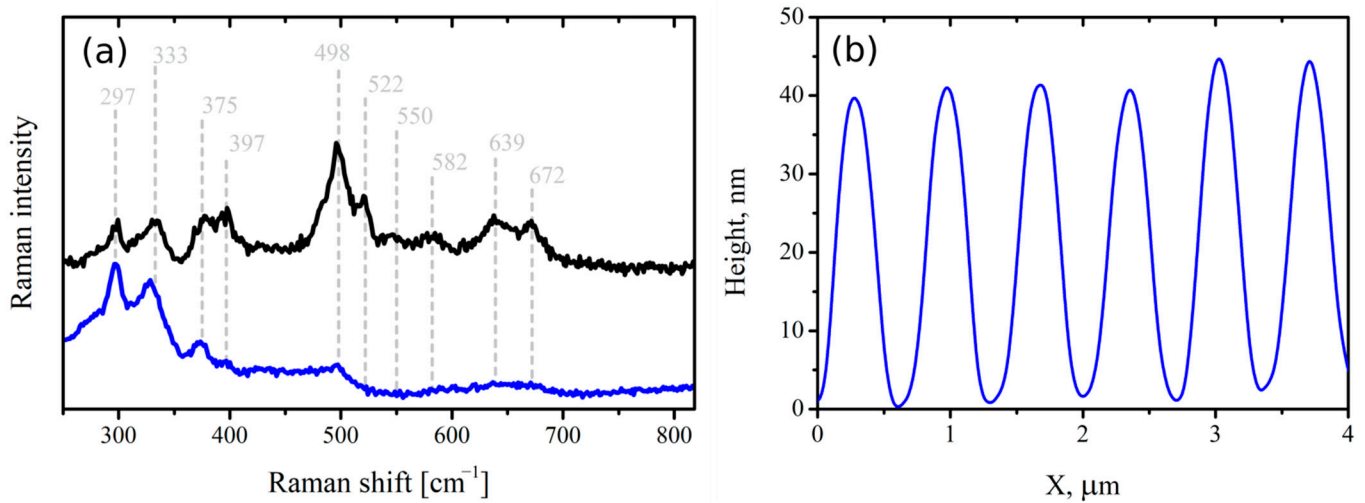 (a)
297
333
375
397
498
522
550
582
639
672
Raman intensity
300 400 500 600 700 800
Raman shift [cm⁻¹]
(b)
50
40
30
20
10
0
Height, nm
0 1 2 3 4
X, μm